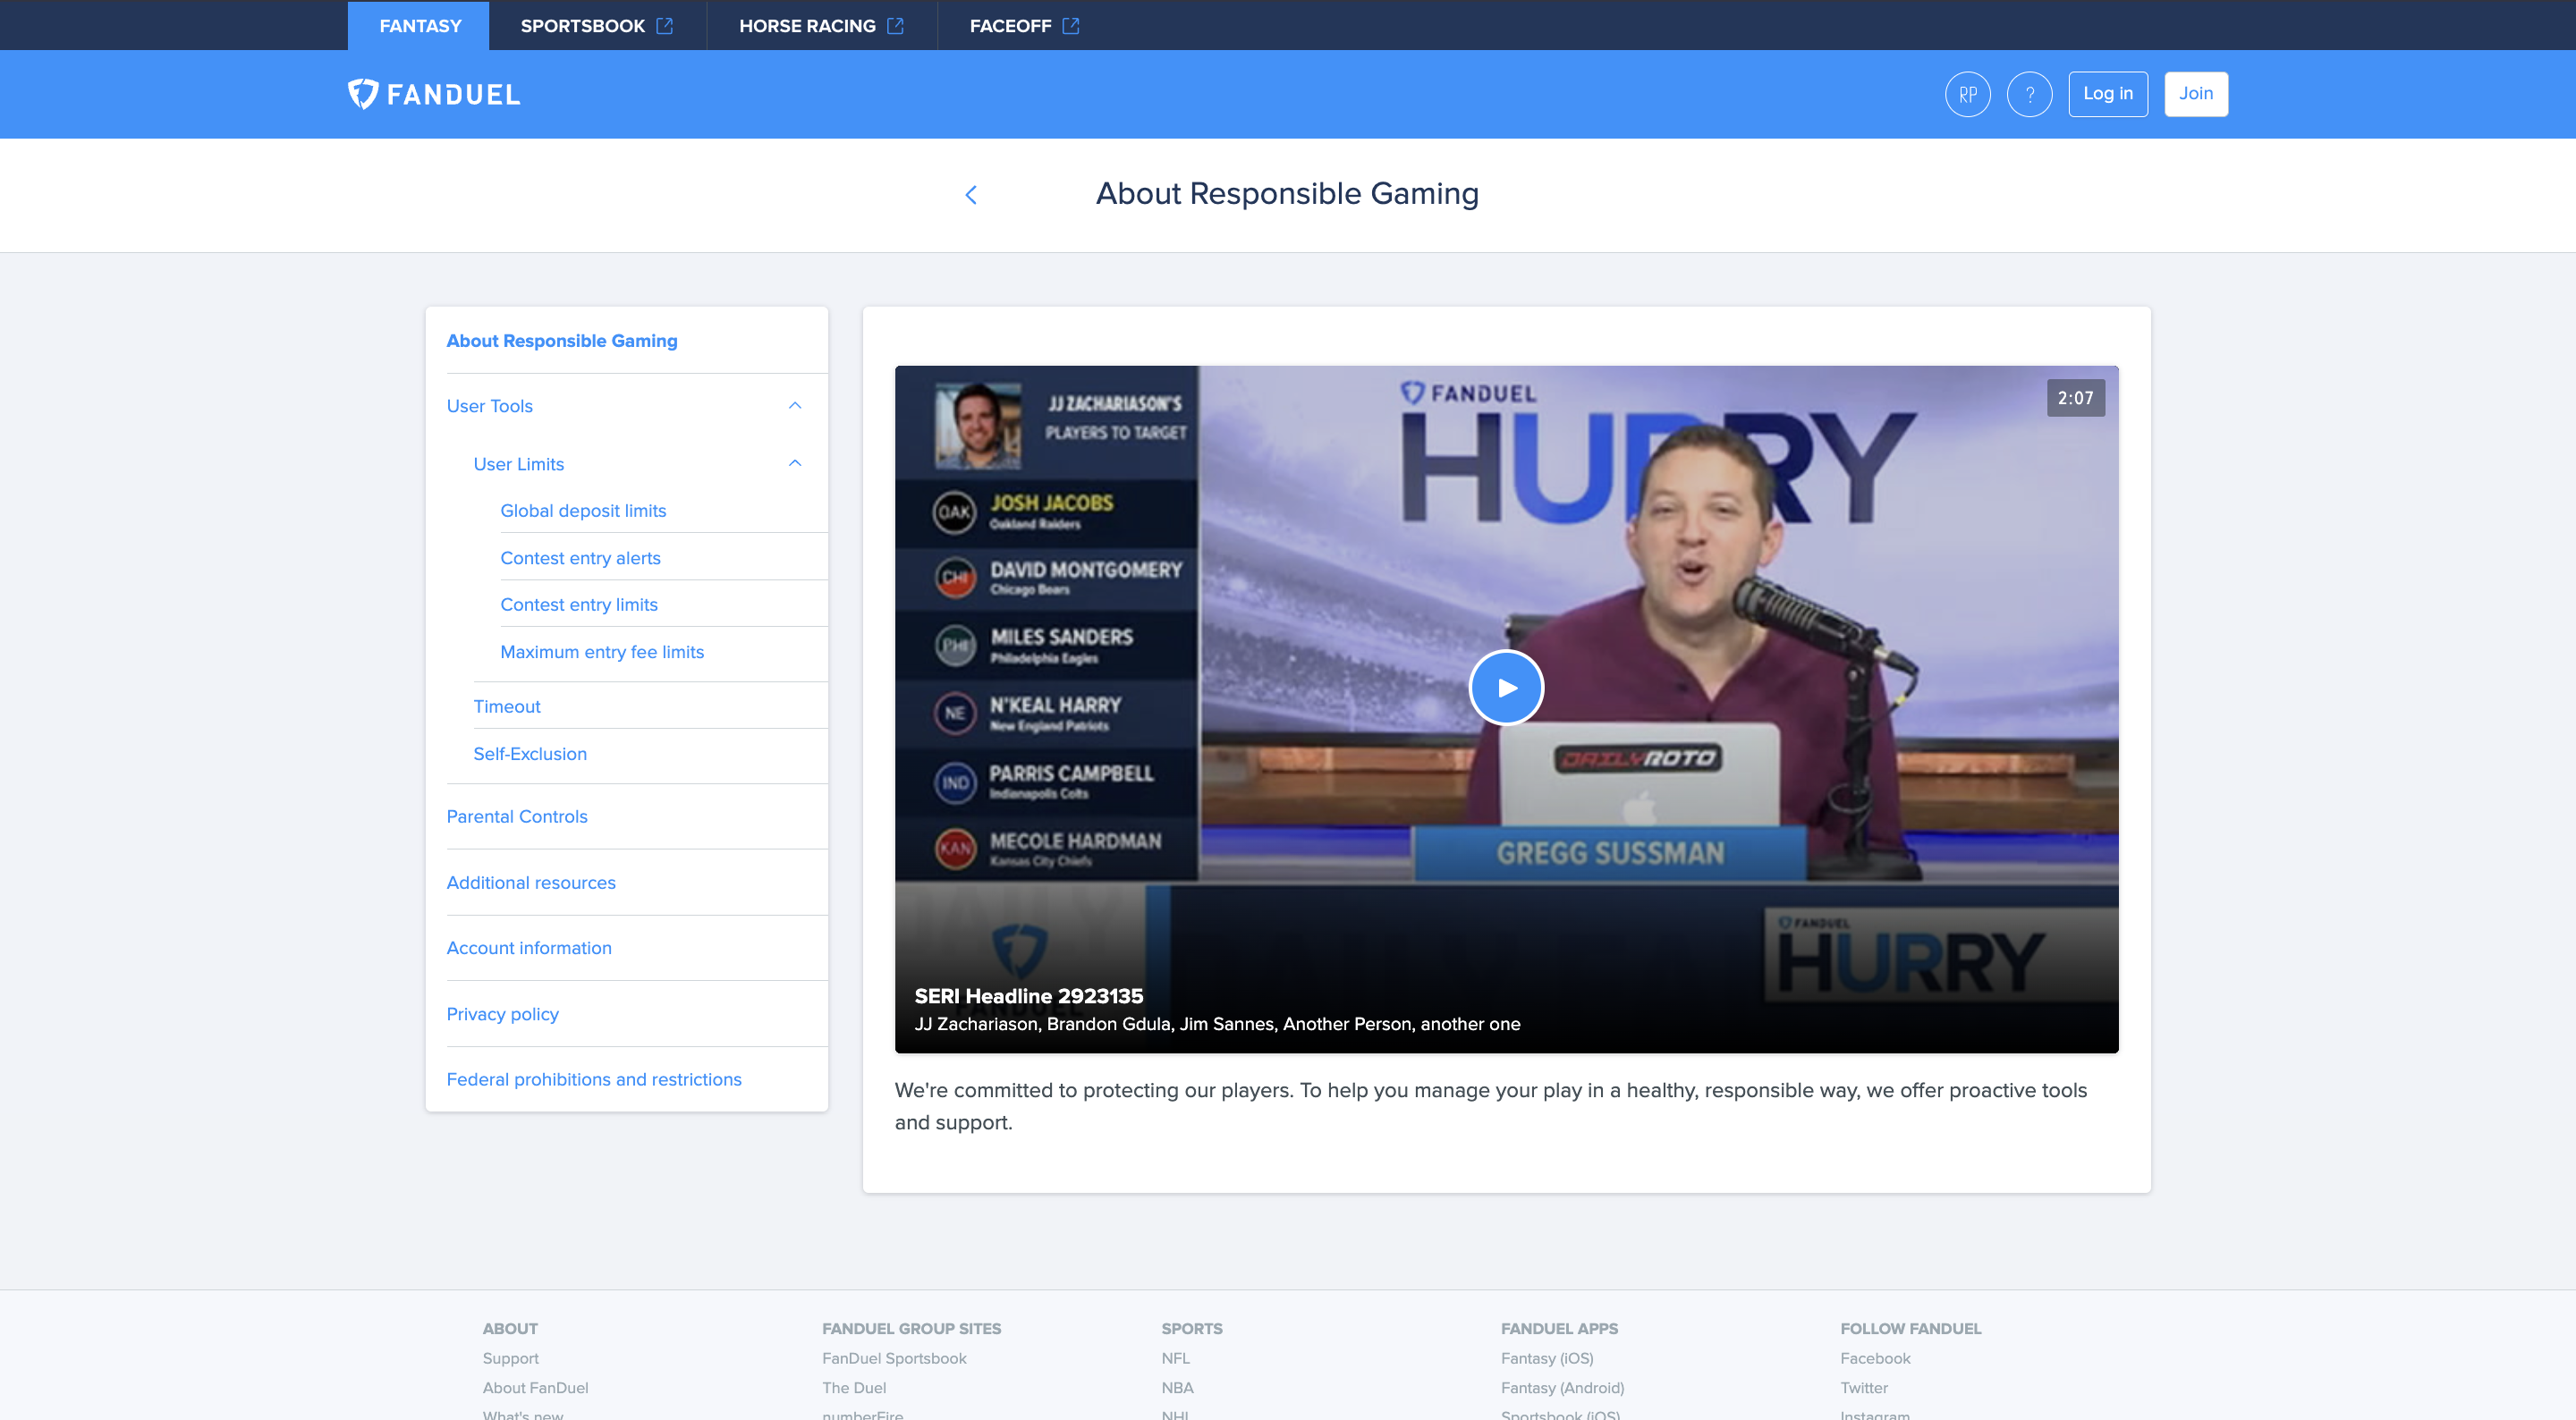 FANTASY
SPORTSBOOK
HORSE RACING
FACEOFF
FANDUEL
RP
?
Log in
Join
About Responsible Gaming
About Responsible Gaming
User Tools
User Limits
Global deposit limits
Contest entry alerts
Contest entry limits
Maximum entry fee limits
Timeout
Self-Exclusion
Parental Controls
Additional resources
Account information
Privacy policy
Federal prohibitions and restrictions
JJ ZACHARIASON'S
PLAYERS TO TARGET
OAK
JOSH JACOBS
Oakland Raiders
CHI
DAVID MONTGOMERY
Chicago Bears
PHI
MILES SANDERS
Philadelphia Eagles
NE
N'KEAL HARRY
New England Patriots
IND
PARRIS CAMPBELL
Indianapolis Colts
KAN
MECOLE HARDMAN
Kansas City Chiefs
FANDUEL
HURRY
2:07
DAILYROTO
GREGG SUSSMAN
FANDUEL
HURRY
FANDUEL
SERI Headline 2923135
JJ Zachariason, Brandon Gdula, Jim Sannes, Another Person, another one
We're committed to protecting our players. To help you manage your play in a healthy, responsible way, we offer proactive tools
and support.
ABOUT
Support
About FanDuel
What's new
FANDUEL GROUP SITES
FanDuel Sportsbook
The Duel
numberFire
SPORTS
NFL
NBA
NHL
FANDUEL APPS
Fantasy (iOS)
Fantasy (Android)
Sportsbook (iOS)
FOLLOW FANDUEL
Facebook
Twitter
Instagram